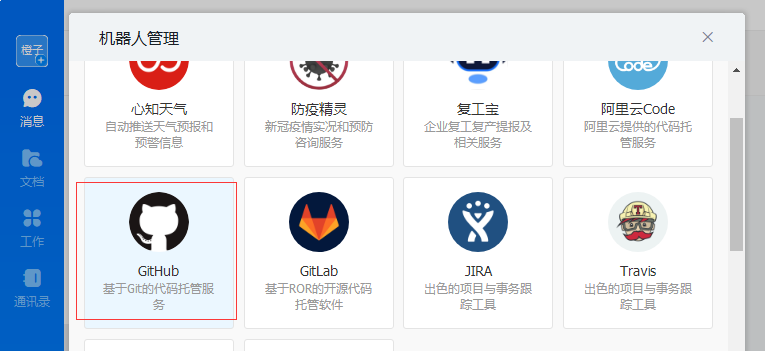 橙子
消息
文档
工作
通讯录
机器人管理
心知天气
自动推送天气预报和
预警信息
防疫精灵
新冠疫情实况和预防
咨询服务
复工宝
企业复工复产提报及
相关服务
CODe
阿里云Code
阿里云提供的代码托
管服务
GitHub
基于Git的代码托管服
务
GitLab
基于ROR的开源代码
托管软件
JIRA
出色的项目与事务跟
踪工具
T
Travis
出色的项目与事务跟
踪工具